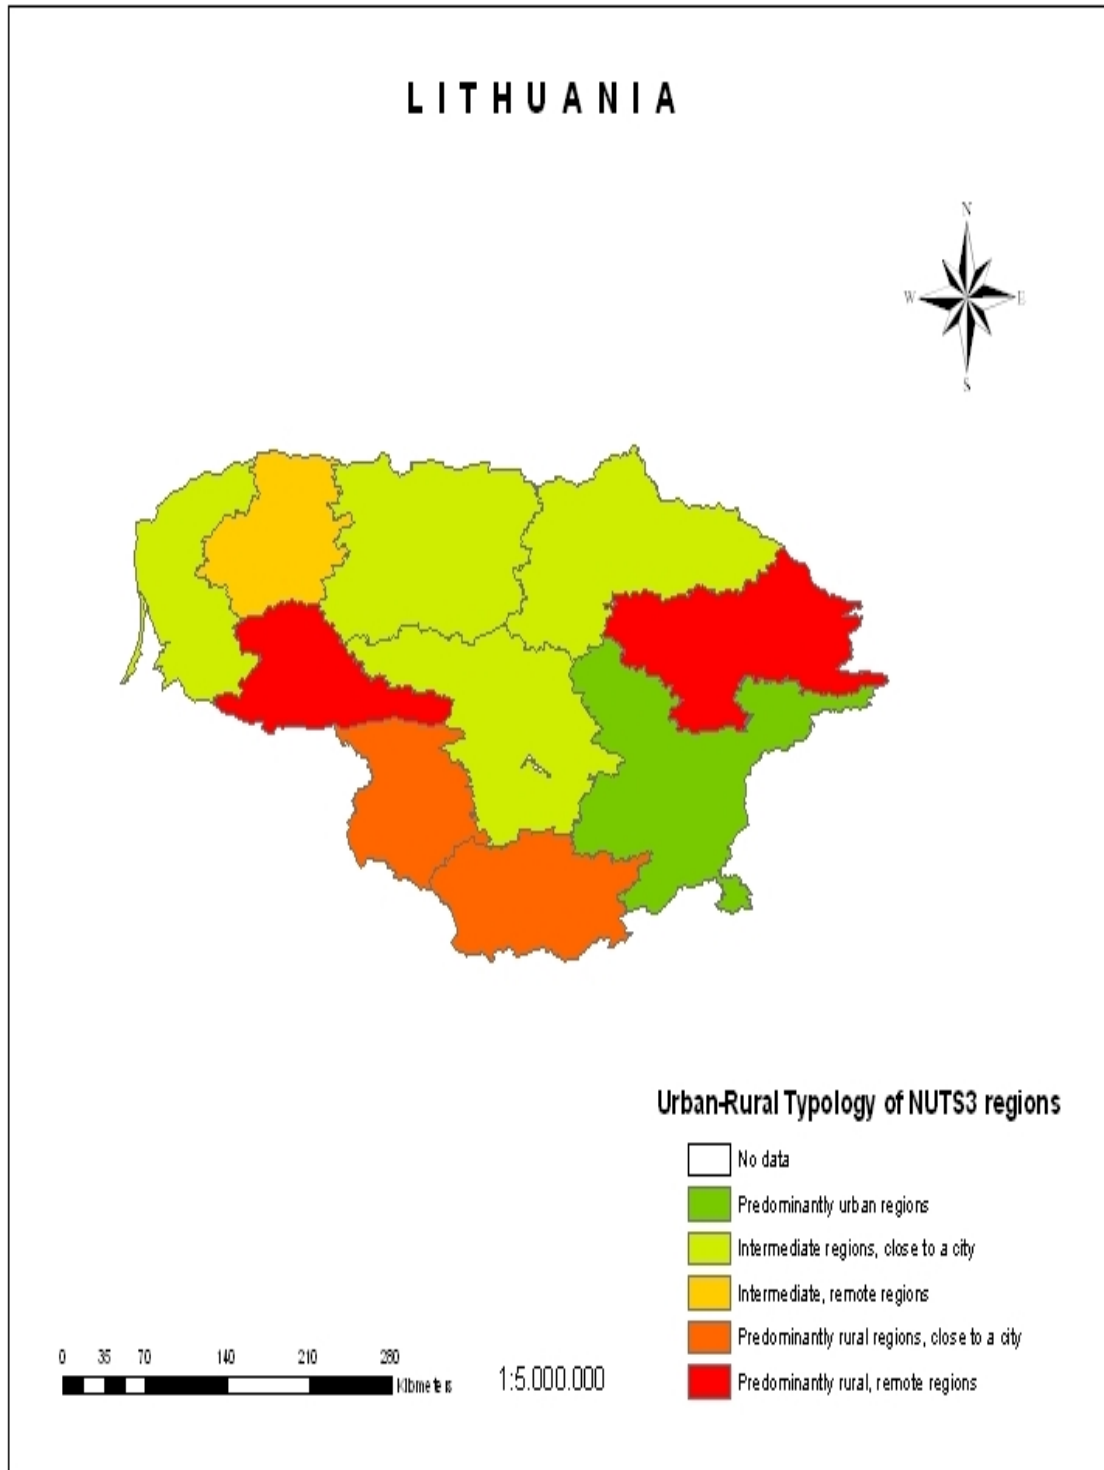 LITHUANIA
N
W E
S
Urban-Rural Typology of NUTS3 regions
No data
Predominantly urban regions
Intermediate regions, close to a city
Intermediate, remote regions
Predominantly rural regions, close to a city
Predominantly rural, remote regions
0 35 70 140 210 280
Kilometers
1:5.000.000